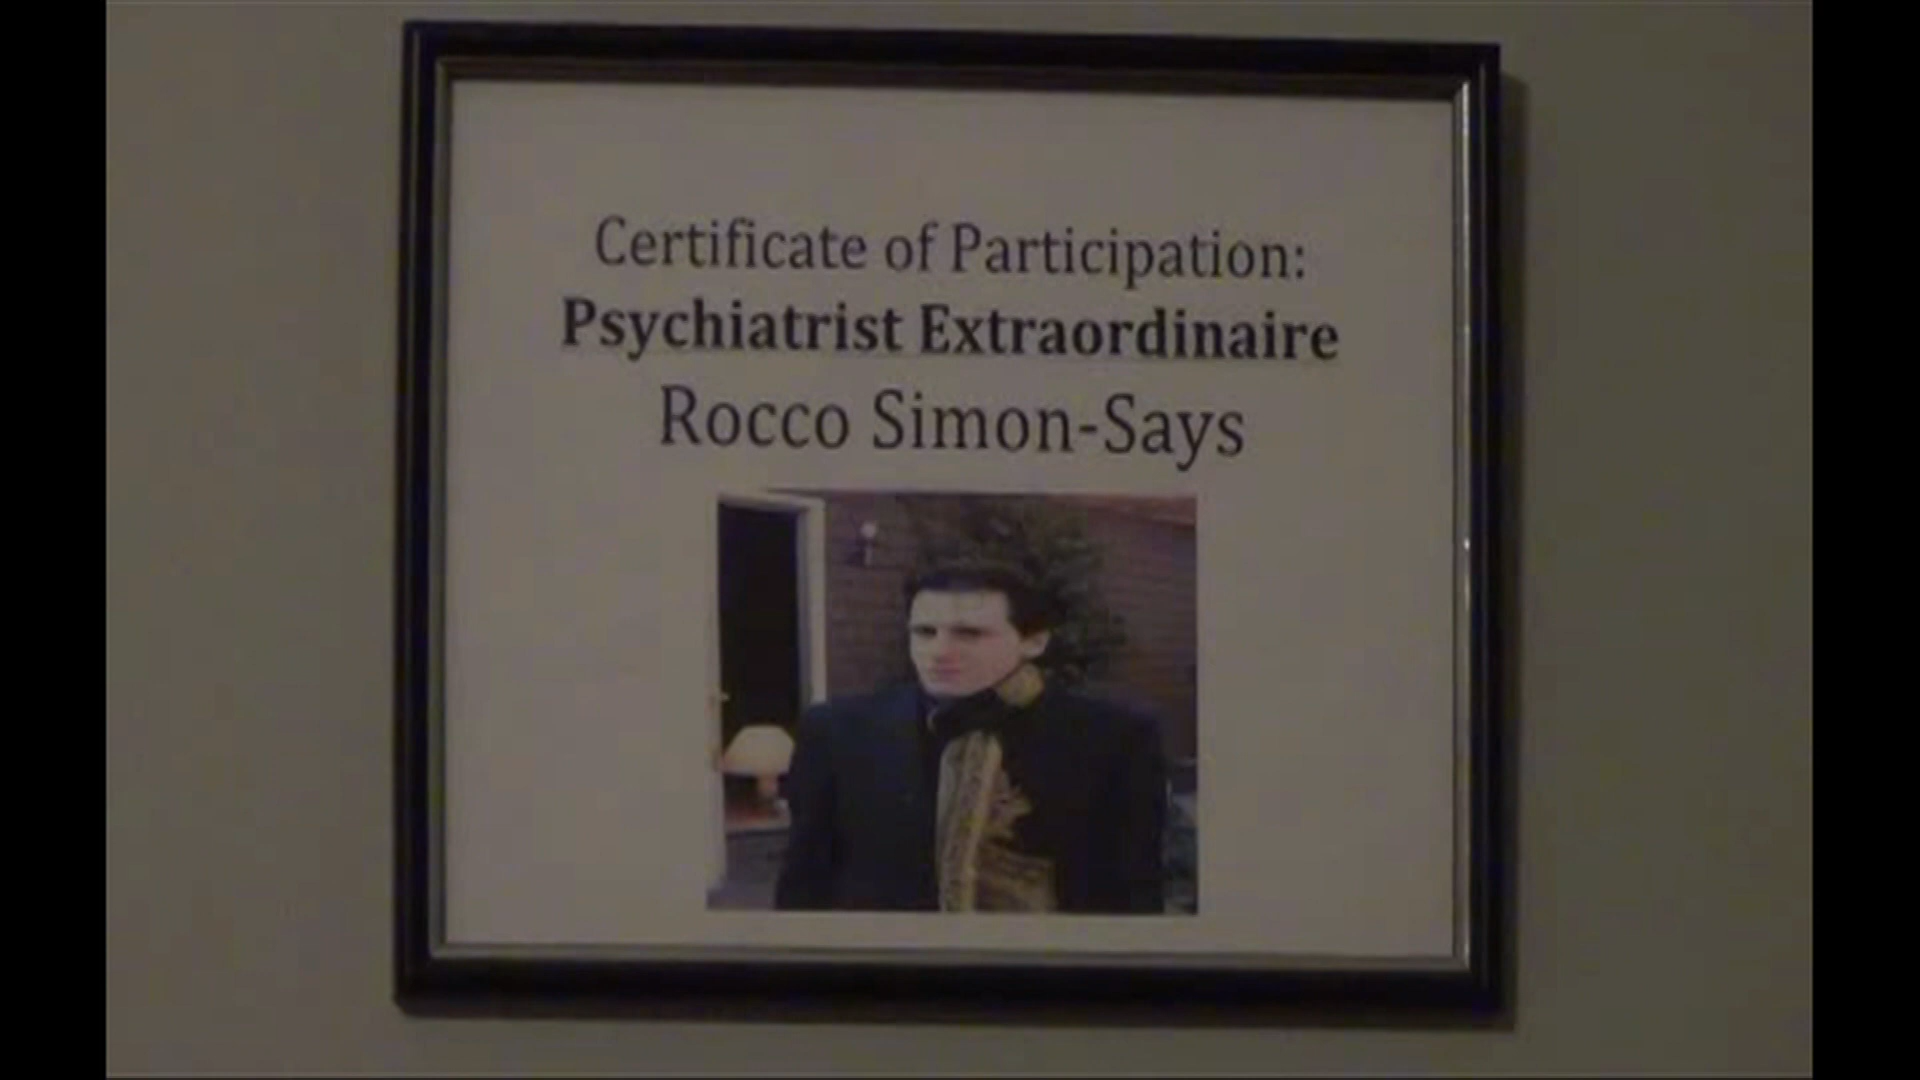 Certificate of Participation:
Psychiatrist Extraordinaire
Rocco Simon-Says